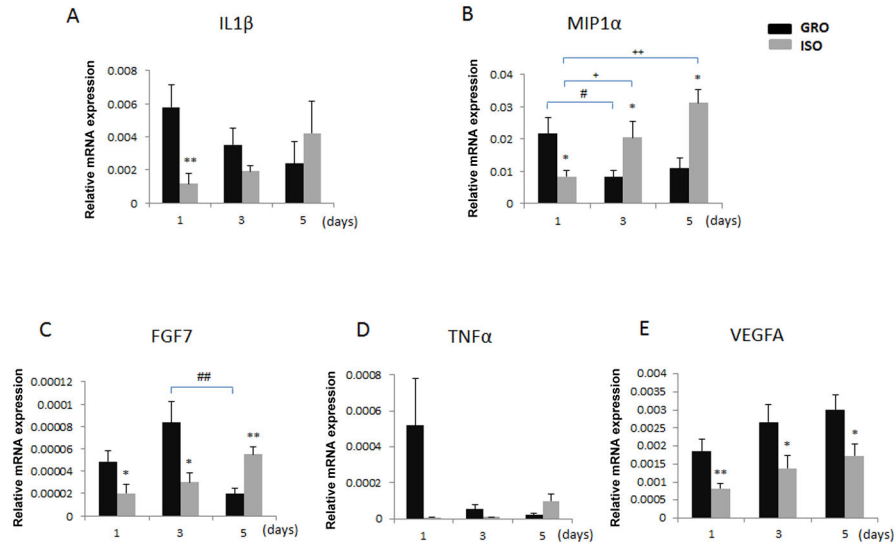 A
IL1β
Relative mRNA expression
0.008
0.006
0.004
0.002
0
**
1
3
5
(days)
B
MIP1α
GRO
ISO
Relative mRNA expression
0.04
0.03
0.02
0.01
0
++
+
#
*
*
*
1
3
5
(days)
C
FGF7
Relative mRNA expression
0.00012
0.0001
0.00008
0.00006
0.00004
0.00002
0
##
*
*
**
1
3
5
(days)
D
TNFα
Relative mRNA expression
0.0008
0.0006
0.0004
0.0002
0
1
3
5
(days)
E
VEGFA
Relative mRNA expression
0.004
0.0035
0.003
0.0025
0.002
0.0015
0.001
0.0005
0
**
*
*
1
3
5
(days)